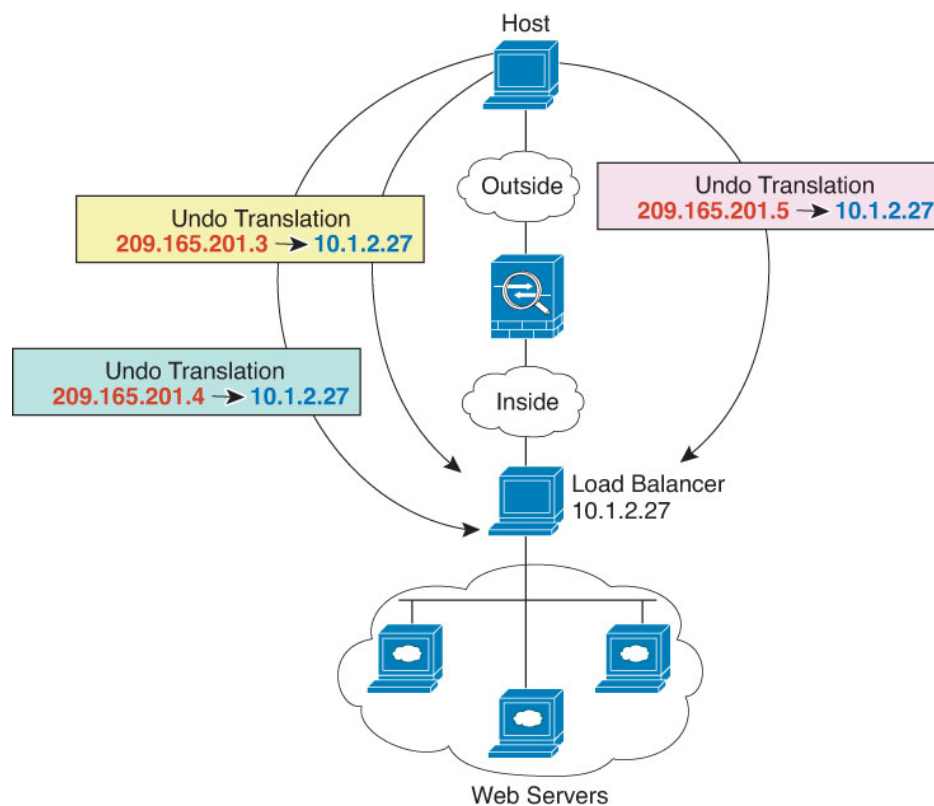 Host
Outside
Undo Translation
209.165.201.5 → 10.1.2.27
Undo Translation
209.165.201.3 → 10.1.2.27
Undo Translation
209.165.201.4 → 10.1.2.27
Inside
Load Balancer
10.1.2.27
Web Servers